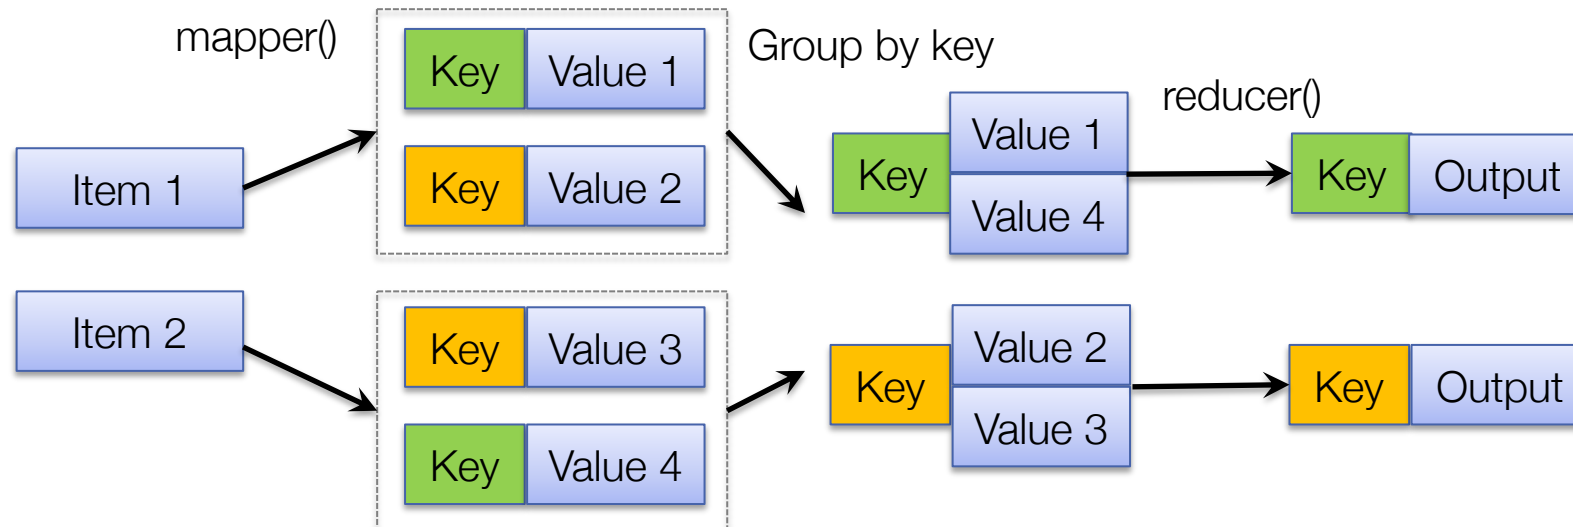 mapper()
Key Value 1
Key Value 2
Item 1
Group by key
Key
Value 1
Value 4
reducer()
Key Output
Item 2
Key Value 3
Key Value 4
Key
Value 2
Value 3
Key Output